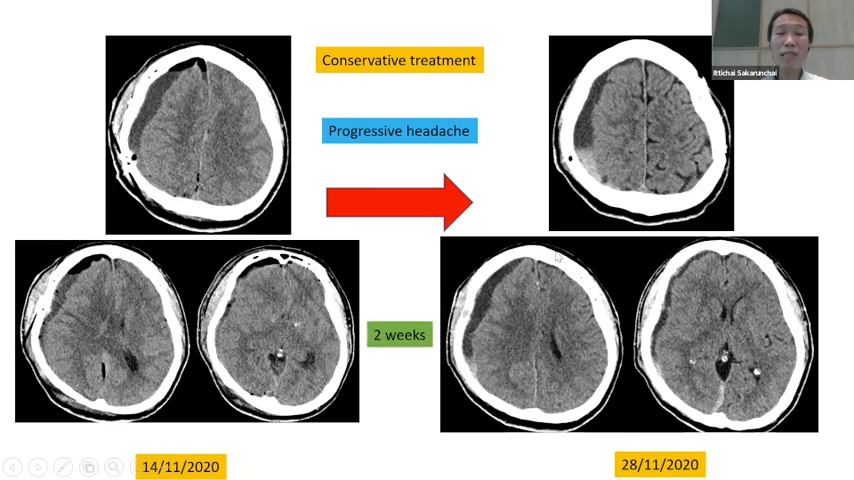 Conservative treatment
Ittichai Sakarunchai
Progressive headache
2 weeks
14/11/2020
28/11/2020